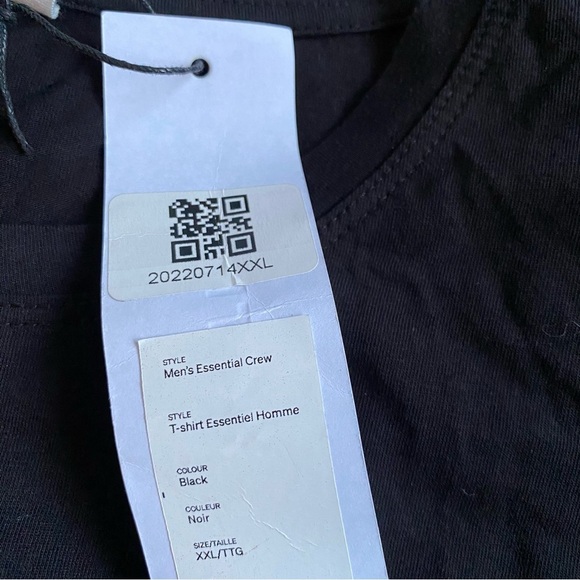 20220714XXL
STYLE
Men's Essential Crew
STYLE
T-shirt Essentiel Homme
COLOUR
Black
COULEUR
Noir
SIZE/TAILLE
XXL/TTG